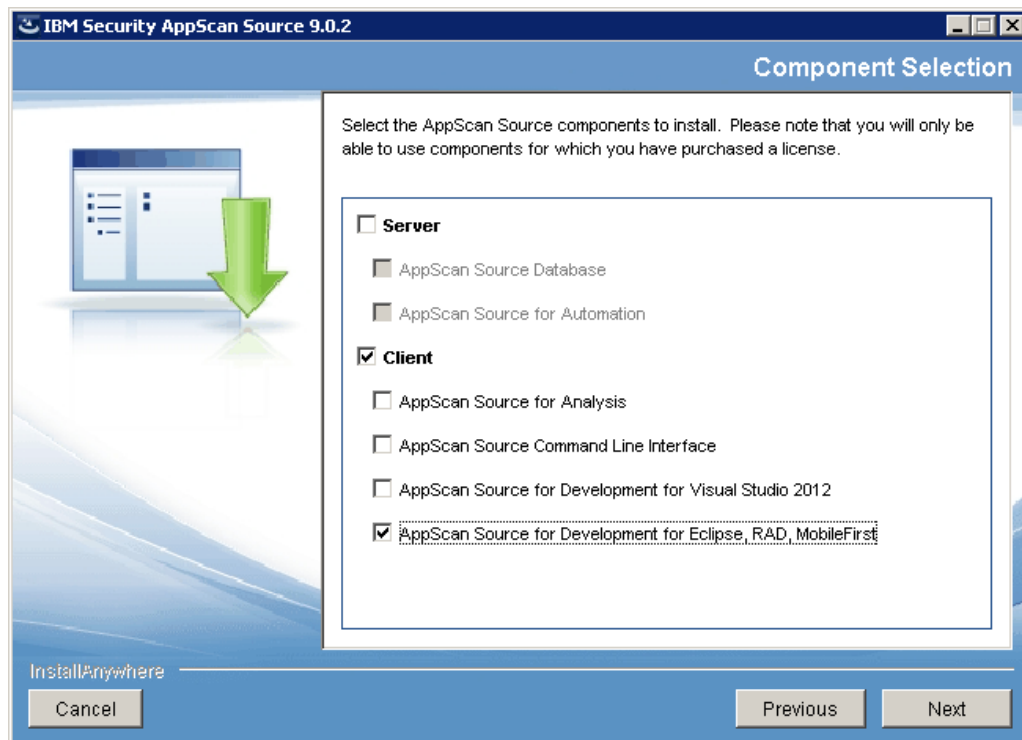 IBM Security AppScan Source 9.0.2
Component Selection
Select the AppScan Source components to install. Please note that you will only be
able to use components for which you have purchased a license.
Server
AppScan Source Database
AppScan Source for Automation
Client
AppScan Source for Analysis
AppScan Source Command Line Interface
AppScan Source for Development for Visual Studio 2012
AppScan Source for Development for Eclipse, RAD, MobileFirst
InstallAnywhere
Cancel
Previous
Next